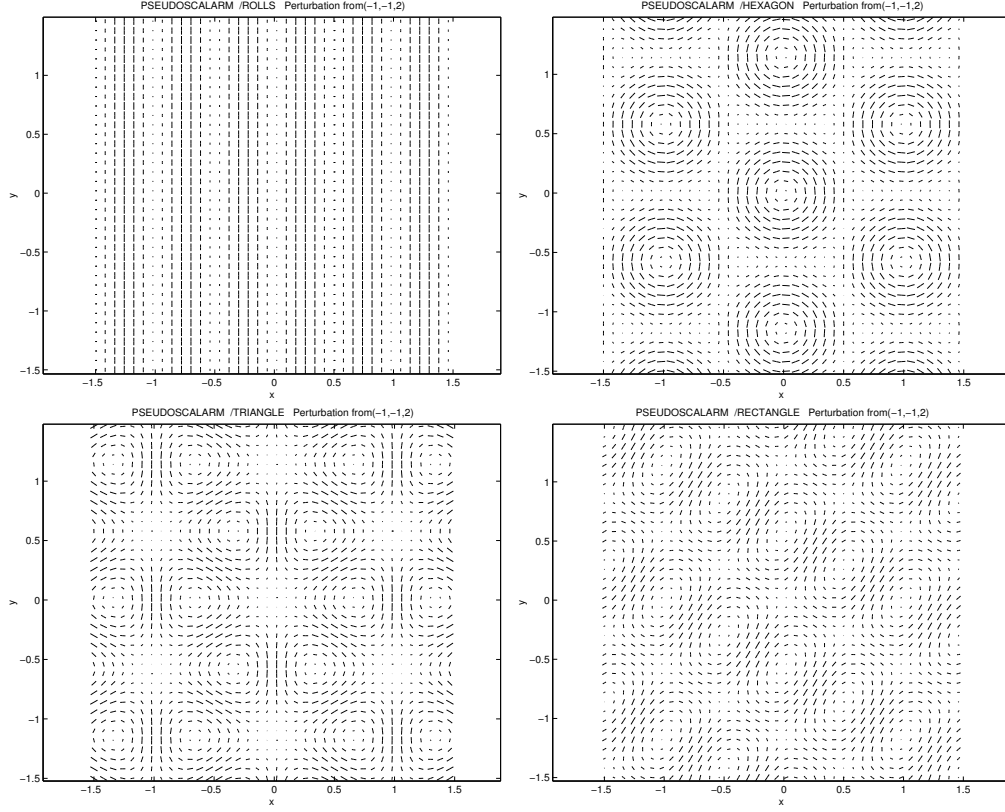 PSEUDOSCALARM /ROLLS Perturbation from(−1,−1,2)
1
0.5
0
−0.5
−1
−1.5
y
−1.5 −1 −0.5 0 0.5 1 1.5
x
PSEUDOSCALARM /HEXAGON Perturbation from(−1,−1,2)
1
0.5
0
−0.5
−1
−1.5
y
−1.5 −1 −0.5 0 0.5 1 1.5
x
PSEUDOSCALARM /TRIANGLE Perturbation from(−1,−1,2)
1
0.5
0
−0.5
−1
−1.5
y
−1.5 −1 −0.5 0 0.5 1 1.5
x
PSEUDOSCALARM /RECTANGLE Perturbation from(−1,−1,2)
1
0.5
0
−0.5
−1
−1.5
y
−1.5 −1 −0.5 0 0.5 1 1.5
x